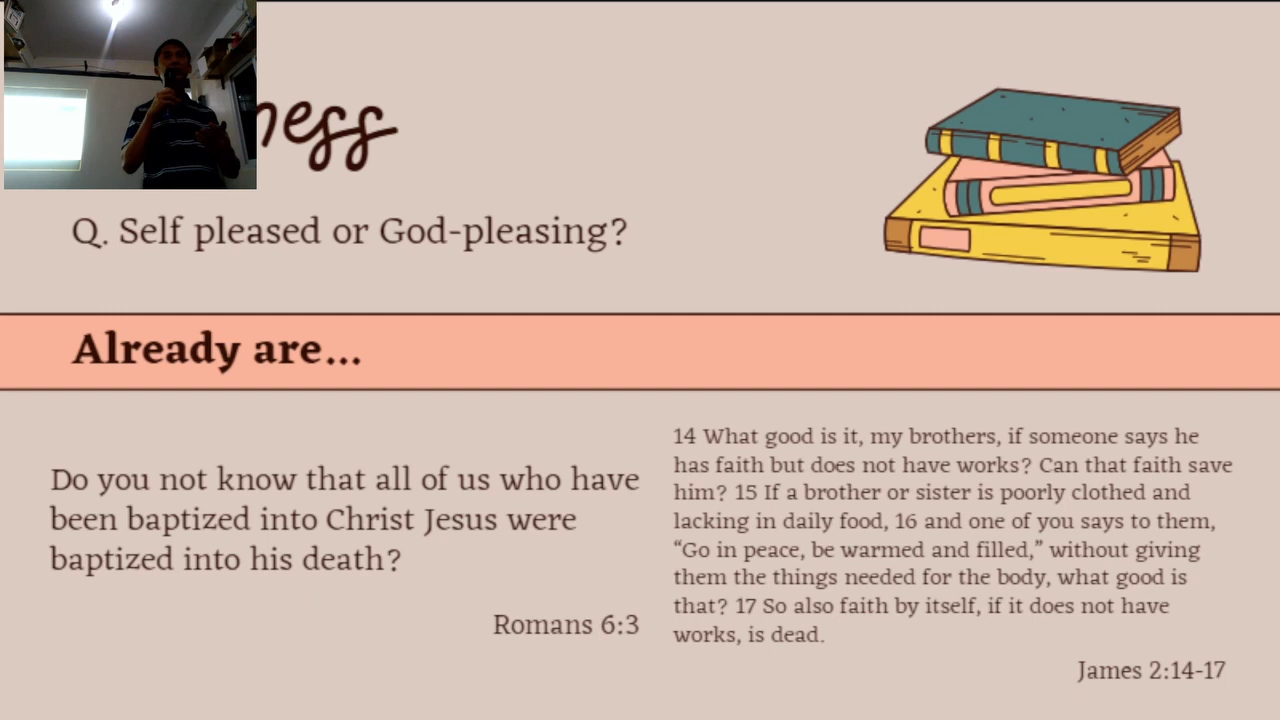 ness
Q. Self pleased or God-pleasing?
Already are...
Do you not know that all of us who have
been baptized into Christ Jesus were
baptized into his death?
Romans 6:3
14 What good is it, my brothers, if someone says he
has faith but does not have works? Can that faith save
him? 15 If a brother or sister is poorly clothed and
lacking in daily food, 16 and one of you says to them,
“Go in peace, be warmed and filled,” without giving
them the things needed for the body, what good is
that? 17 So also faith by itself, if it does not have
works, is dead.
James 2:14-17